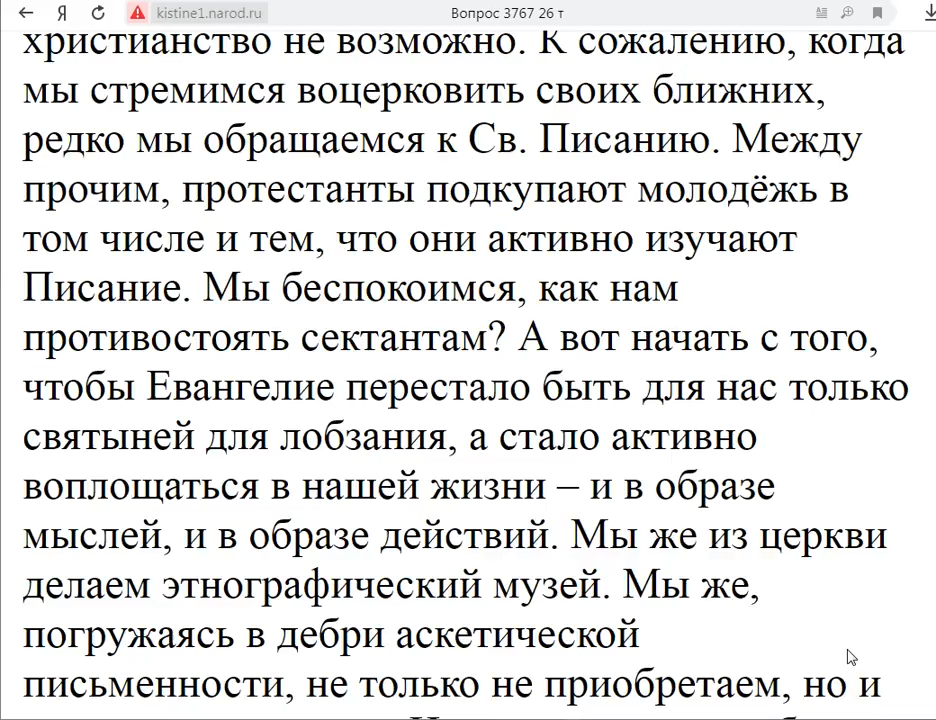 kistine1.narod.ru
Вопрос 3767 26 т
христианство не возможно. К сожалению, когда
мы стремимся воцерковить своих ближних,
редко мы обращаемся к Св. Писанию. Между
прочим, протестанты подкупают молодёжь в
том числе и тем, что они активно изучают
Писание. Мы беспокоимся, как нам
противостоять сектантам? А вот начать с того,
чтобы Евангелие перестало быть для нас только
святыней для лобзания, а стало активно
воплощаться в нашей жизни – и в образе
мыслей, и в образе действий. Мы же из церкви
делаем этнографический музей. Мы же,
погружаясь в дебри аскетической
письменности, не только не приобретаем, но и